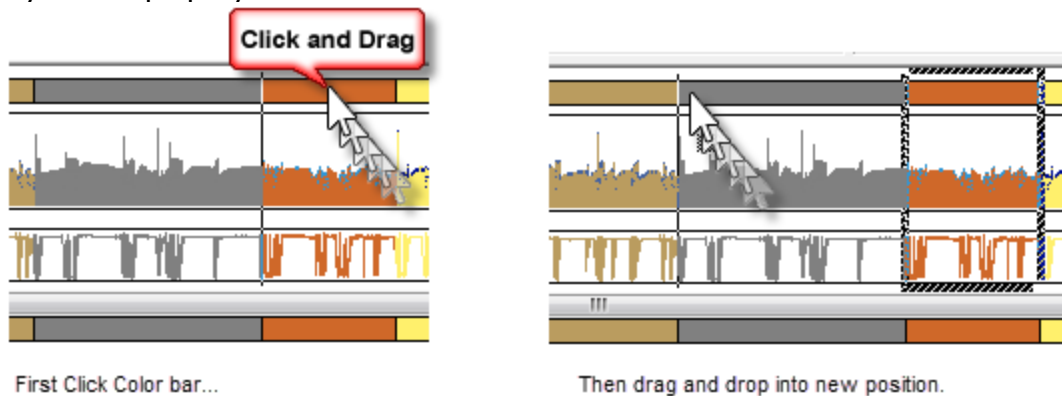 Click and Drag
First Click Color bar...
Then drag and drop into new position.